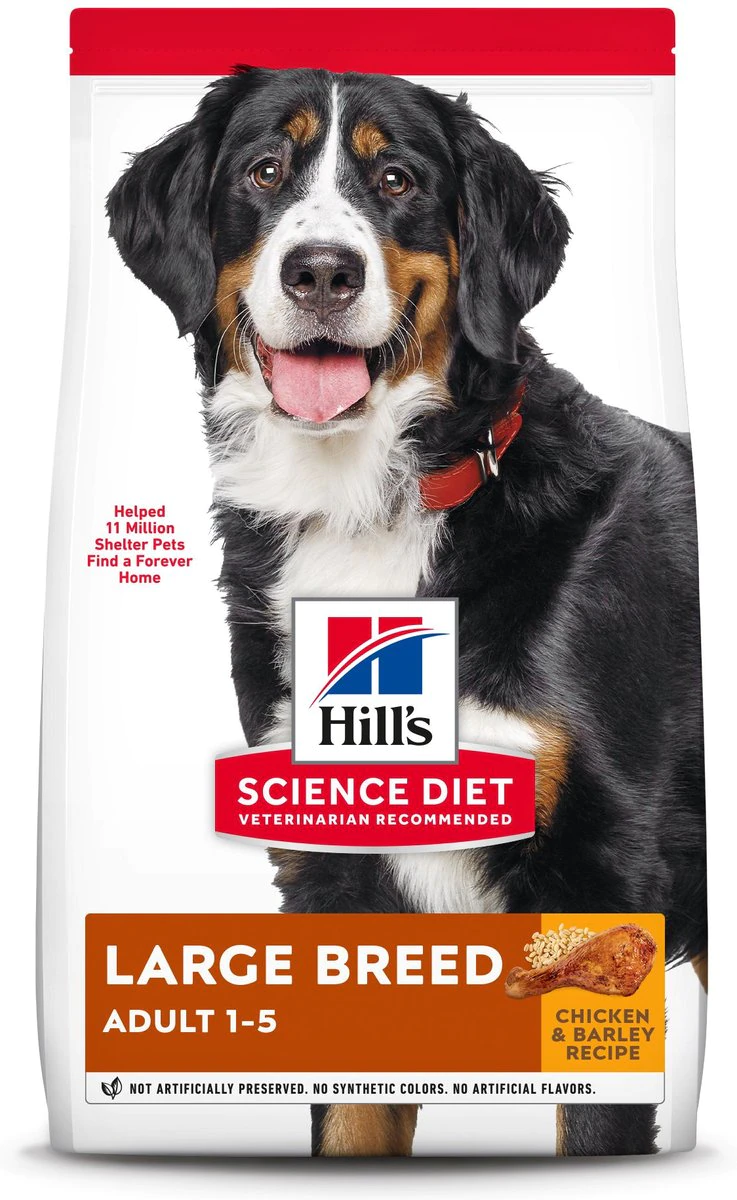 Helped
11 Million
Shelter Pets
Find a Forever
Home
Hill's
SCIENCE DIET
VETERINARIAN RECOMMENDED
LARGE BREED
ADULT 1-5
CHICKEN
& BARLEY
RECIPE
NOT ARTIFICIALLY PRESERVED. NO SYNTHETIC COLORS. NO ARTIFICIAL FLAVORS.